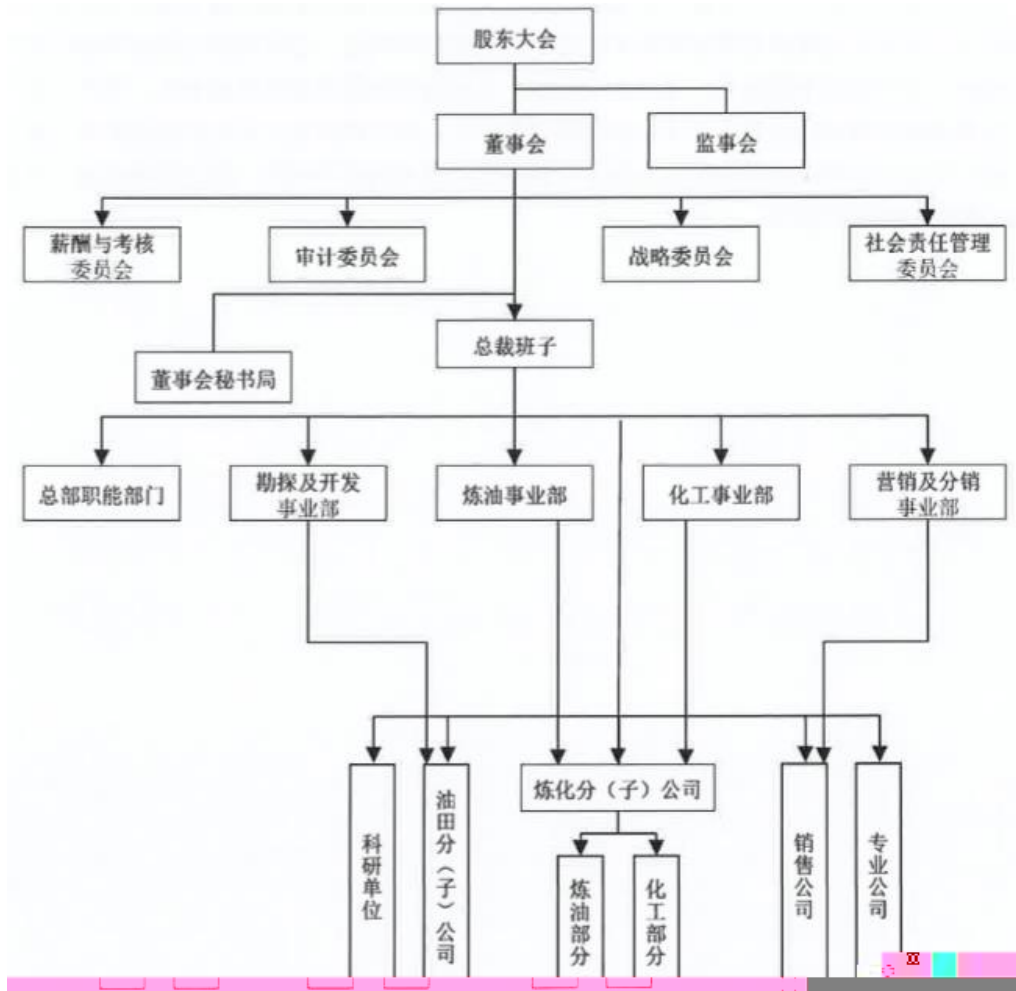 股东大会
董事会
监事会
薪酬与考核
委员会
审计委员会
战略委员会
社会责任管理
委员会
总裁班子
董事会秘书局
总部职能部门
勘探及开发
事业部
炼油事业部
化工事业部
营销及分销
事业部
科研单位
油田分（子）公司
炼化分（子）公司
炼油部分
化工部分
销售公司
专业公司